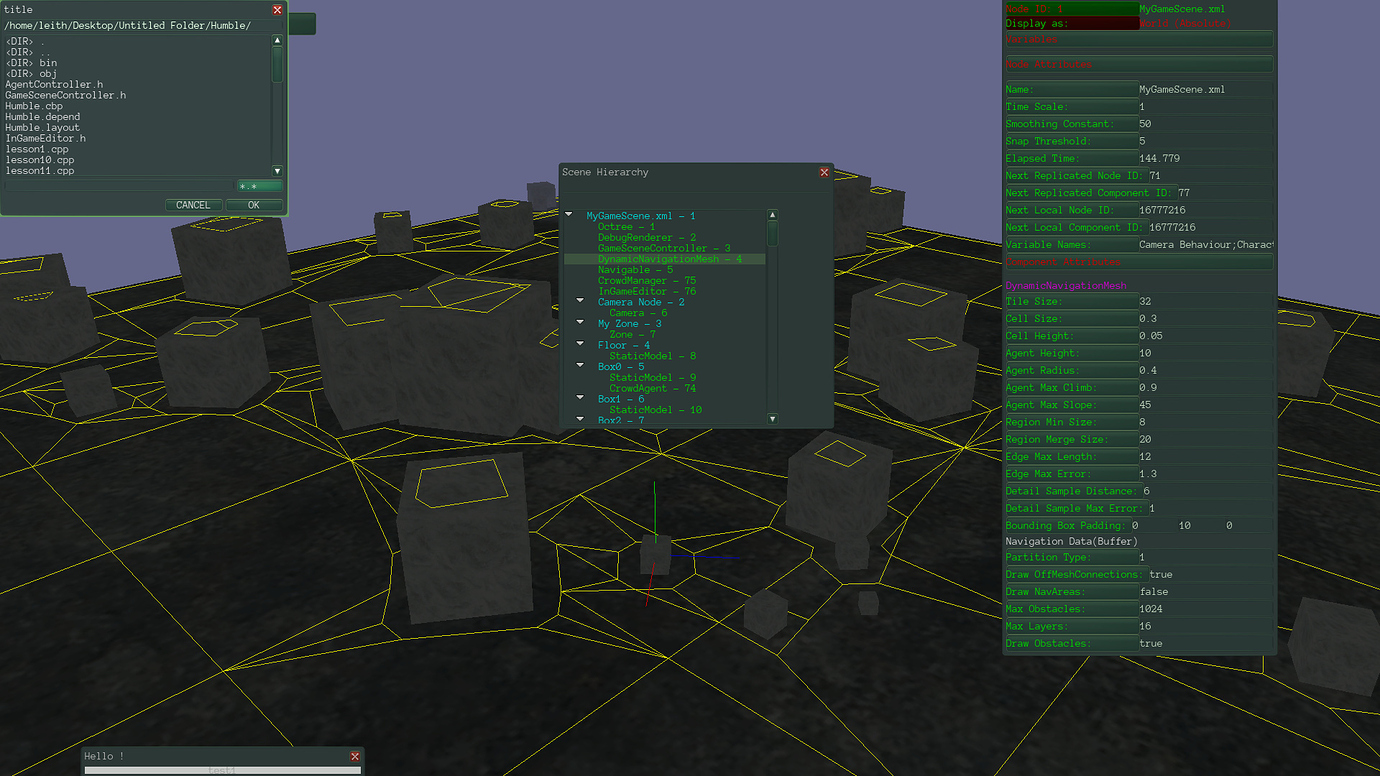 title
/home/leith/Desktop/Untitled Folder/Humble/
<DIR> .
<DIR> ..
<DIR> bin
<DIR> obj
AgentController.h
GameSceneController.h
Humble.cbp
Humble.depend
Humble.layout
InGameEditor.h
lesson1.cpp
lesson10.cpp
lesson11.cpp
*.*
CANCEL OK
Scene Hierarchy
MyGameScene.xml - 1
Octree - 1
DebugRenderer - 2
GameSceneController - 3
DynamicNavigationMesh - 4
Navigable - 5
CrowdManager - 75
InGameEditor - 76
Camera Node - 2
Camera - 6
My Zone - 3
Zone - 7
Floor - 4
StaticModel - 8
Box0 - 5
StaticModel - 9
CrowdAgent - 74
Box1 - 6
StaticModel - 10
Box2 - 7
Node ID: 1 MyGameScene.xml
Display as: World (Absolute)
Variables
Node Attributes
Name: MyGameScene.xml
Time Scale: 1
Smoothing Constant: 50
Snap Threshold: 5
Elapsed Time: 144.779
Next Replicated Node ID: 71
Next Replicated Component ID: 77
Next Local Node ID: 16777216
Next Local Component ID: 16777216
Variable Names: Camera Behaviour;Charact
Component Attributes
DynamicNavigationMesh
Tile Size: 32
Cell Size: 0.3
Cell Height: 0.05
Agent Height: 10
Agent Radius: 0.4
Agent Max Climb: 0.9
Agent Max Slope: 45
Region Min Size: 8
Region Merge Size: 20
Edge Max Length: 12
Edge Max Error: 1.3
Detail Sample Distance: 6
Detail Sample Max Error: 1
Bounding Box Padding: 0 10 0
Navigation Data(Buffer)
Partition Type: 1
Draw OffMeshConnections: true
Draw NavAreas: false
Max Obstacles: 1024
Max Layers: 16
Draw Obstacles: true
Hello !
test1